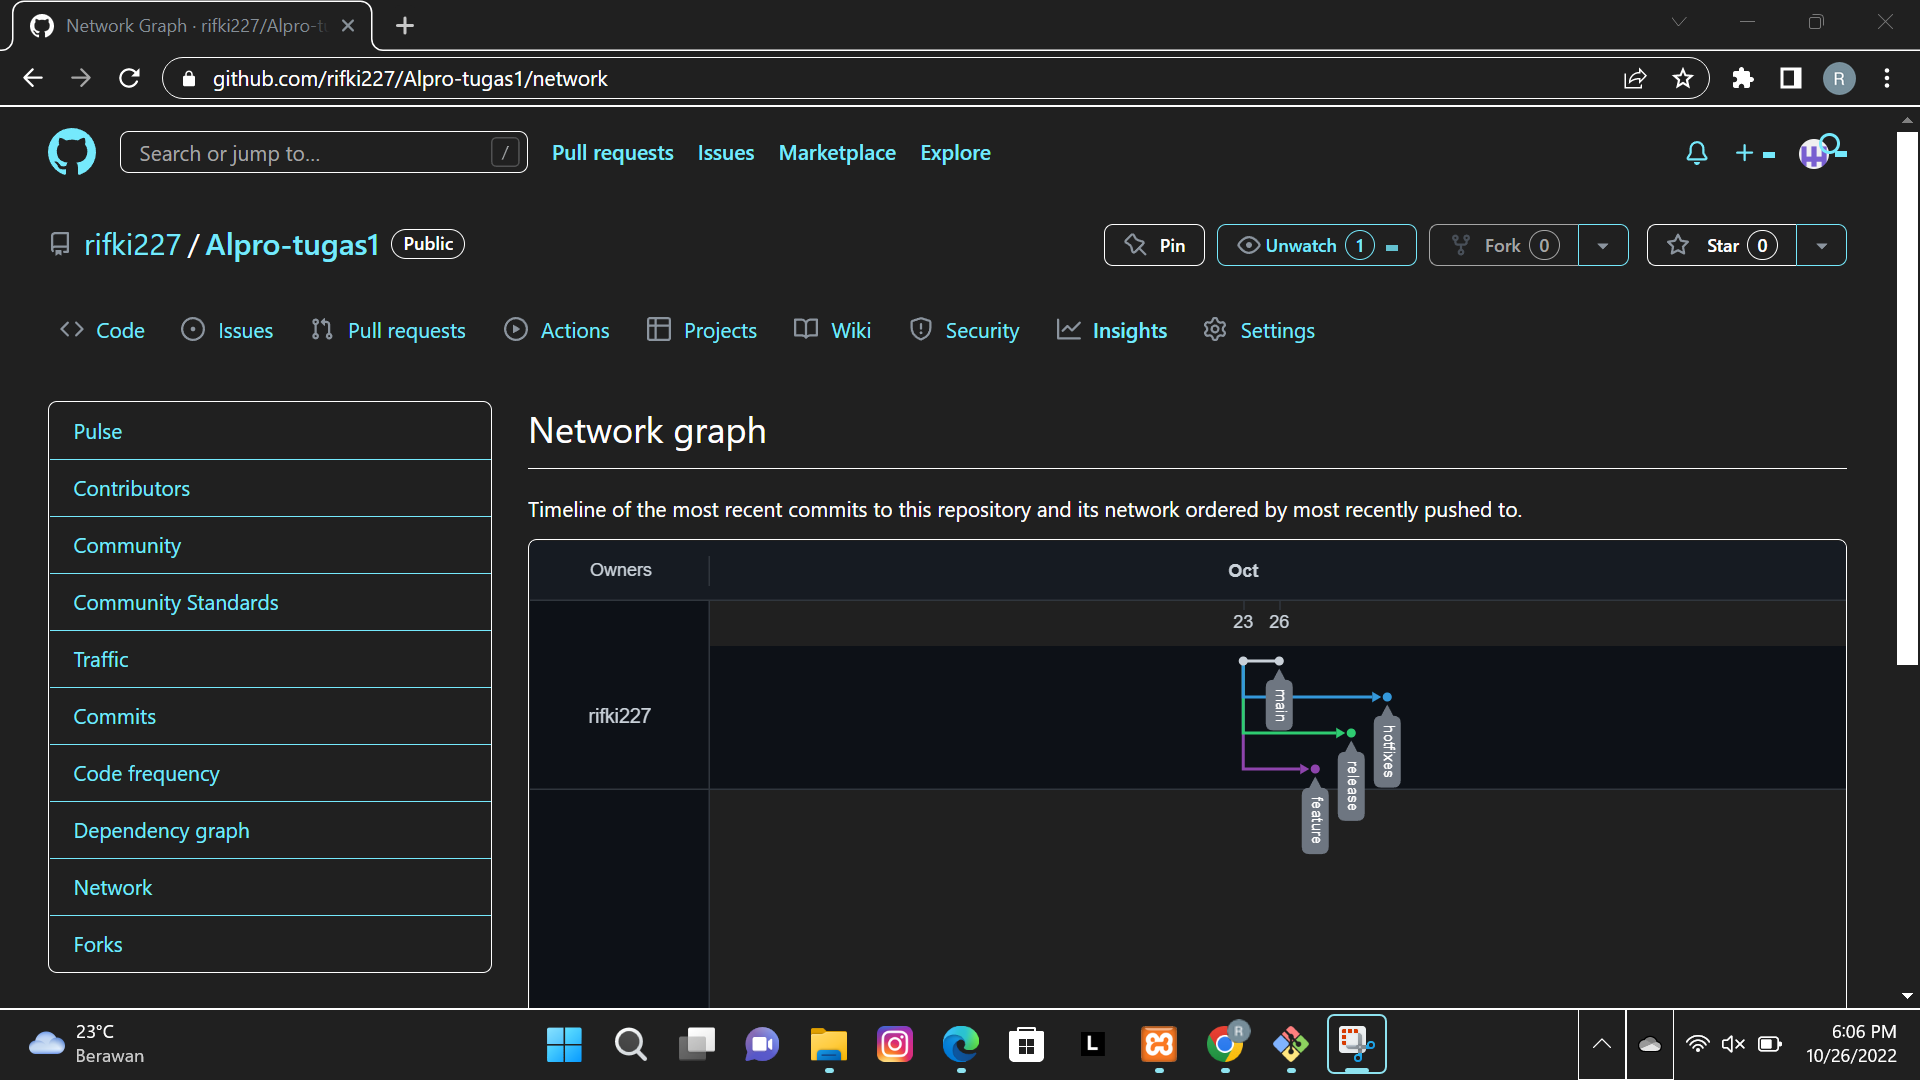 Network Graph · rifki227/Alpro-t
github.com/rifki227/Alpro-tugas1/network
R
Search or jump to...
/
Pull requests
Issues
Marketplace
Explore
rifki227 / Alpro-tugas1
Public
Pin
Unwatch 1
Fork 0
Star 0
Code
Issues
Pull requests
Actions
Projects
Wiki
Security
Insights
Settings
Pulse
Contributors
Community
Community Standards
Traffic
Commits
Code frequency
Dependency graph
Network
Forks
Network graph
Timeline of the most recent commits to this repository and its network ordered by most recently pushed to.
Owners
Oct
23 26
rifki227
main
hotfixes
release
feature
23°C
Berawan
L
R
6:06 PM
10/26/2022